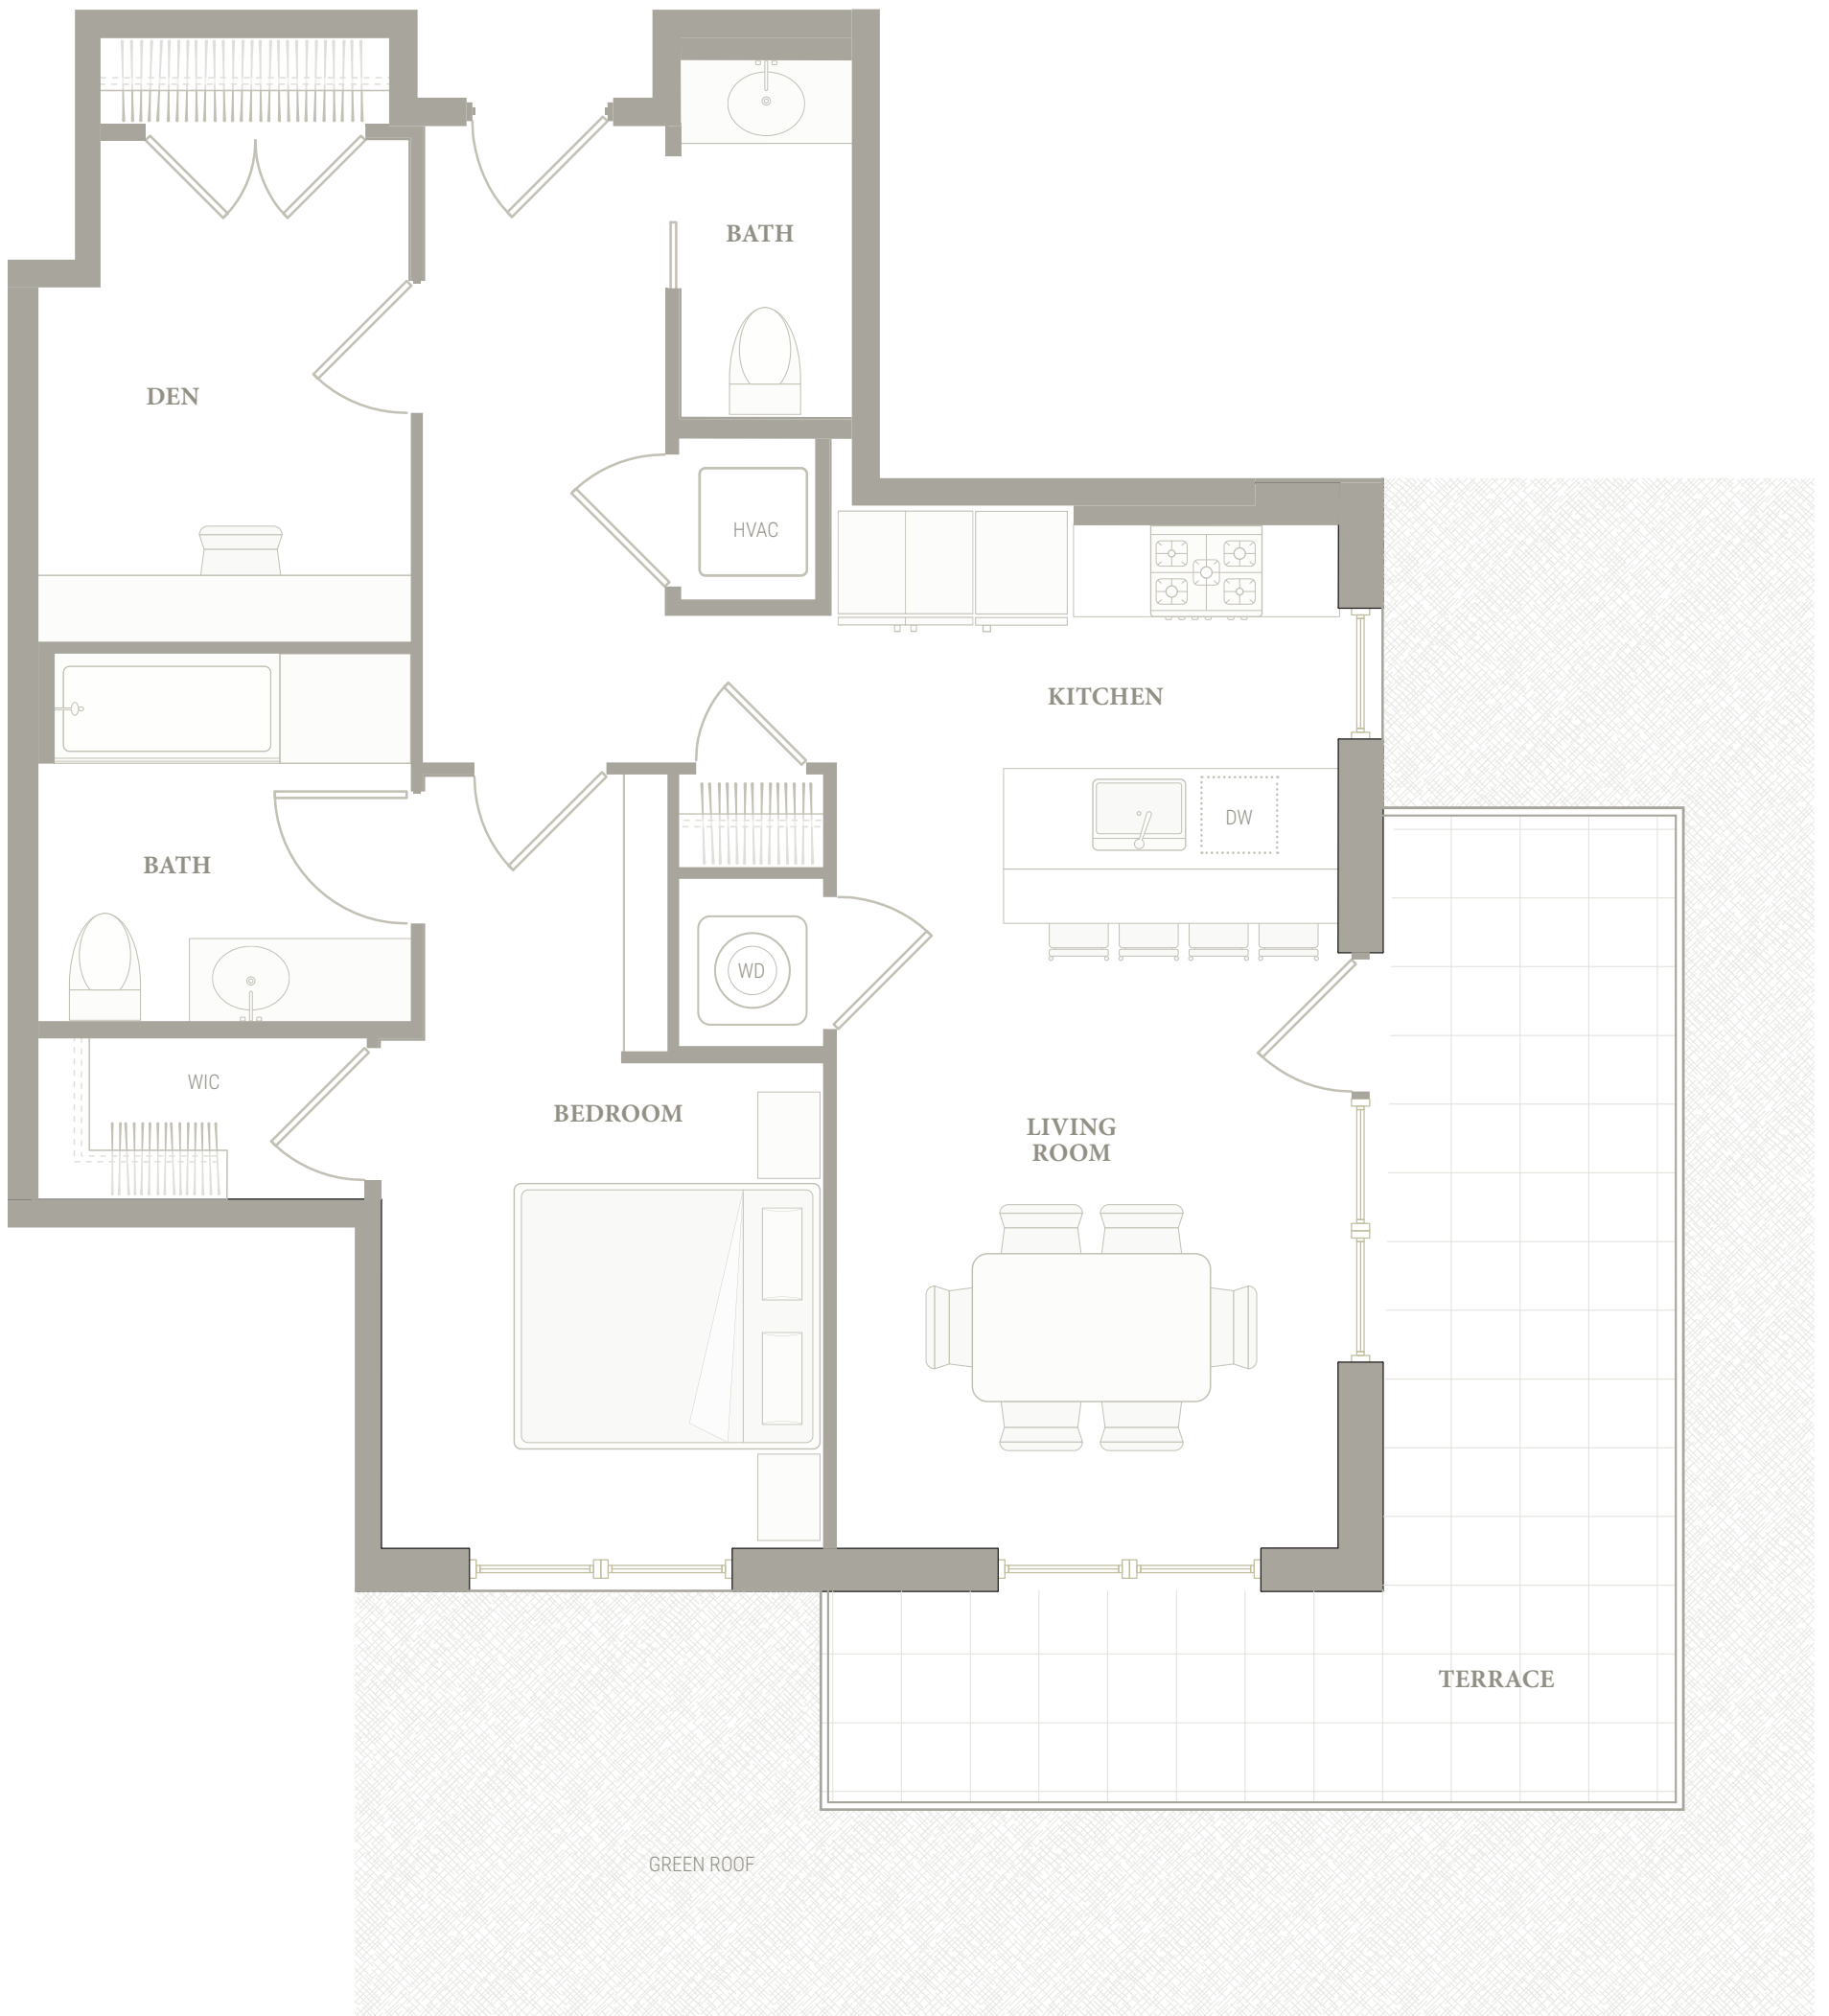 BATH
DEN
HVAC
KITCHEN
DW
BATH
WD
WIC
BEDROOM
LIVING
ROOM
TERRACE
GREEN ROOF